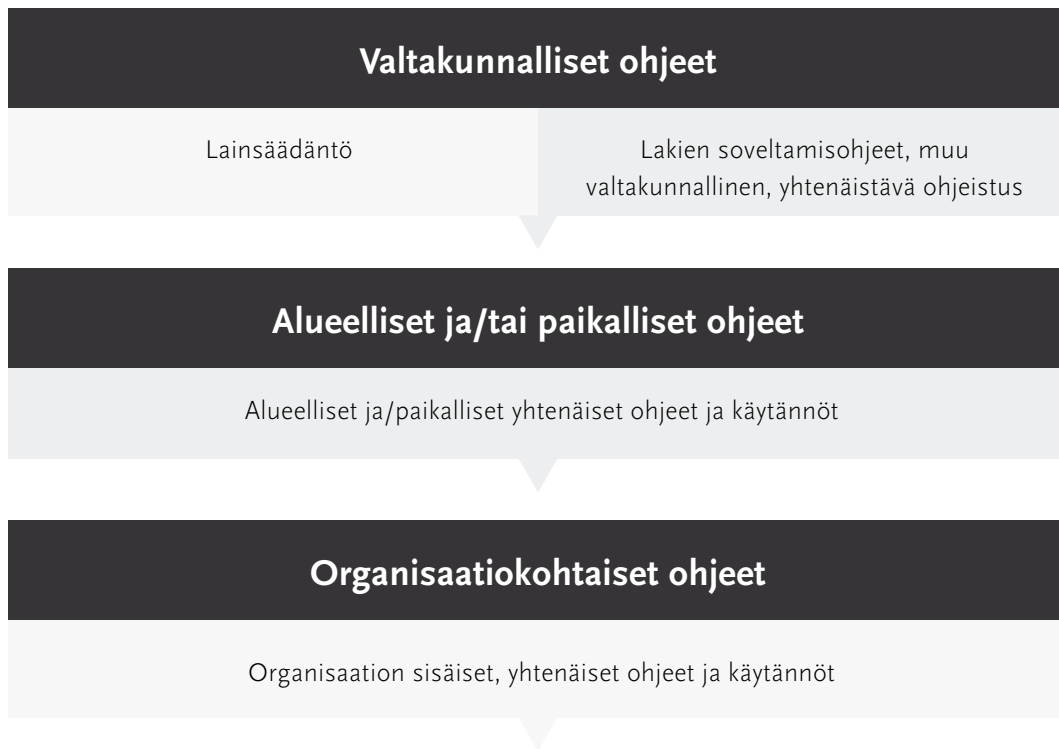 Valtakunnalliset ohjeet
Lainsäädäntö
Lakien soveltamisohjeet, muu
valtakunnallinen, yhtenäistävä ohjeistus
Alueelliset ja/tai paikalliset ohjeet
Alueelliset ja/paikalliset yhtenäiset ohjeet ja käytännöt
Organisaatiokohtaiset ohjeet
Organisaation sisäiset, yhtenäiset ohjeet ja käytännöt